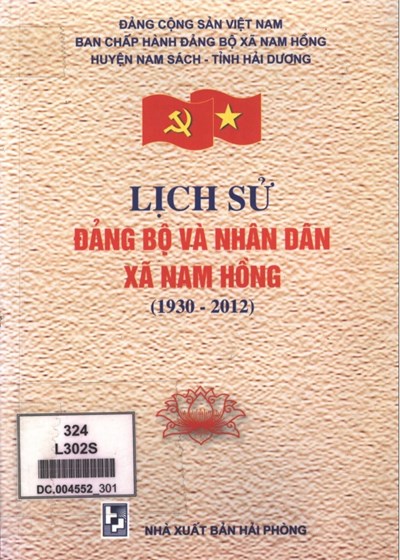 ĐẢNG CỘNG SẢN VIỆT NAM
BAN CHẤP HÀNH ĐẢNG BỘ XÃ NAM HỒNG
HUYỆN NAM SÁCH - TỈNH HẢI DƯƠNG
LỊCH SỬ
ĐẢNG BỘ VÀ NHÂN DÂN
XÃ NAM HỒNG
(1930 - 2012)
324
L302S
DC.004552_301
NHÀ XUẤT BẢN HẢI PHÒNG